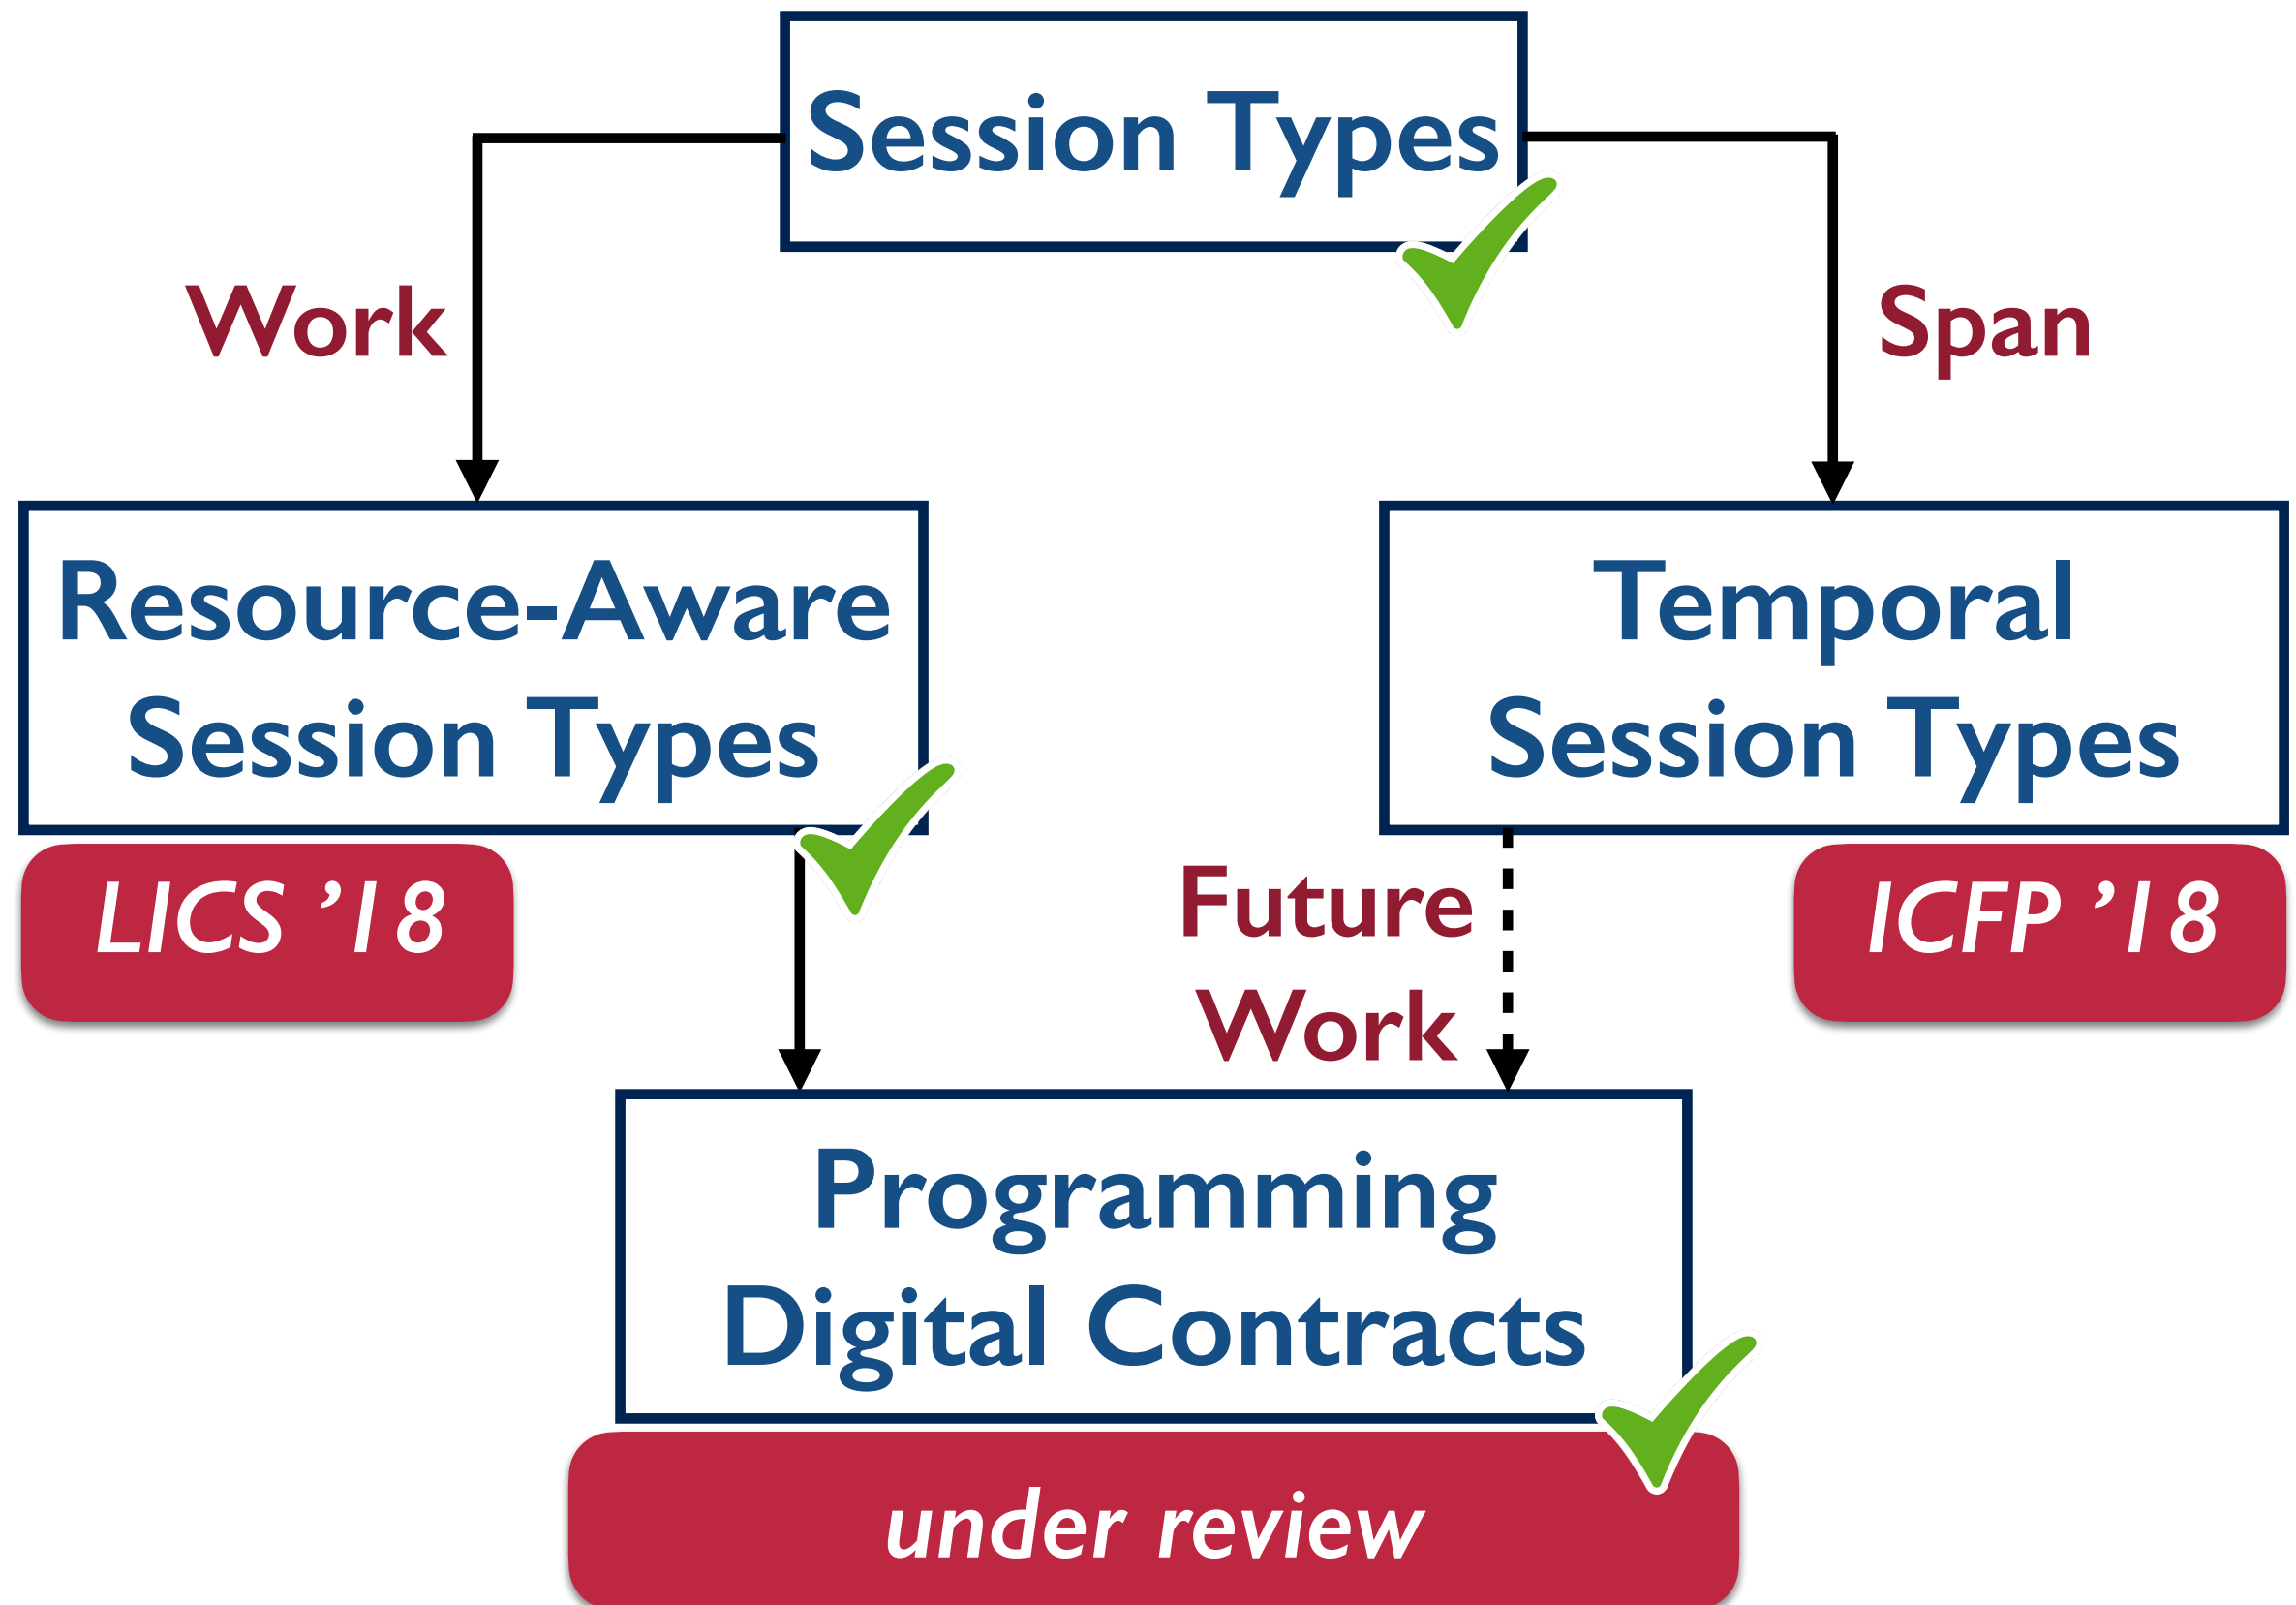 Session Types
Work
Span
Resource-Aware
Session Types
Temporal
Session Types
LICS ’18
ICFP ’18
Future
Work
Programming
Digital Contracts
under review